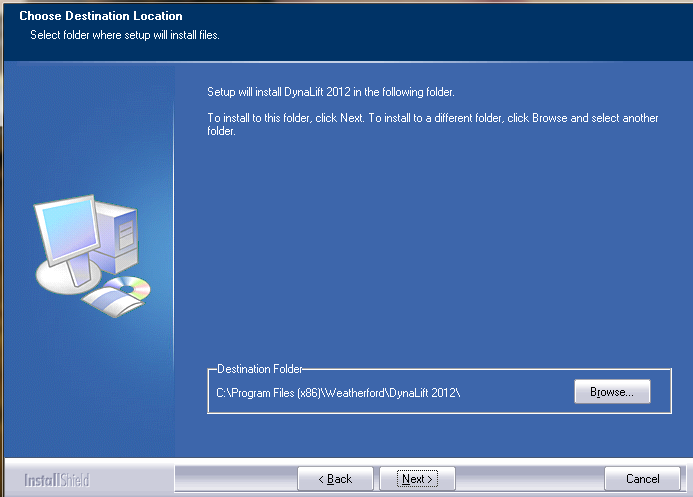 Choose Destination Location
Select folder where setup will install files.
Setup will install DynaLift 2012 in the following folder.
To install to this folder, click Next. To install to a different folder, click Browse and select another
folder.
Destination Folder
C:\Program Files (x86)\Weatherford\DynaLift 2012\
Browse...
InstallShield
< Back
Next >
Cancel